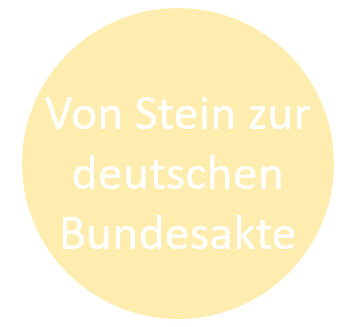 Von Stein zur
deutschen
Bundesakte